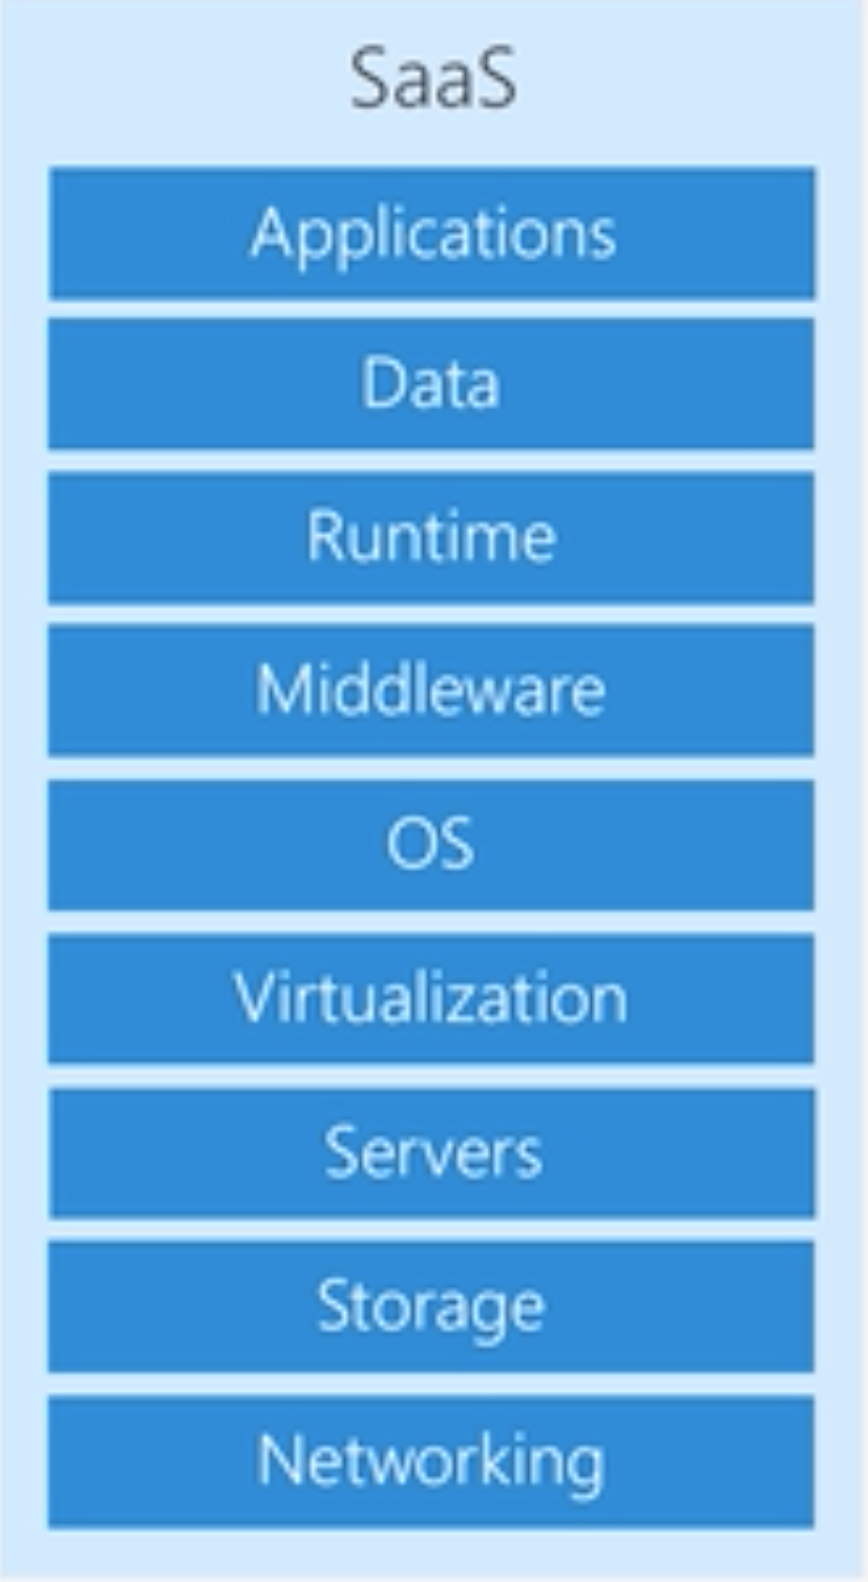 SaaS
Applications
Data
Runtime
Middleware
OS
Virtualization
Servers
Storage
Networking